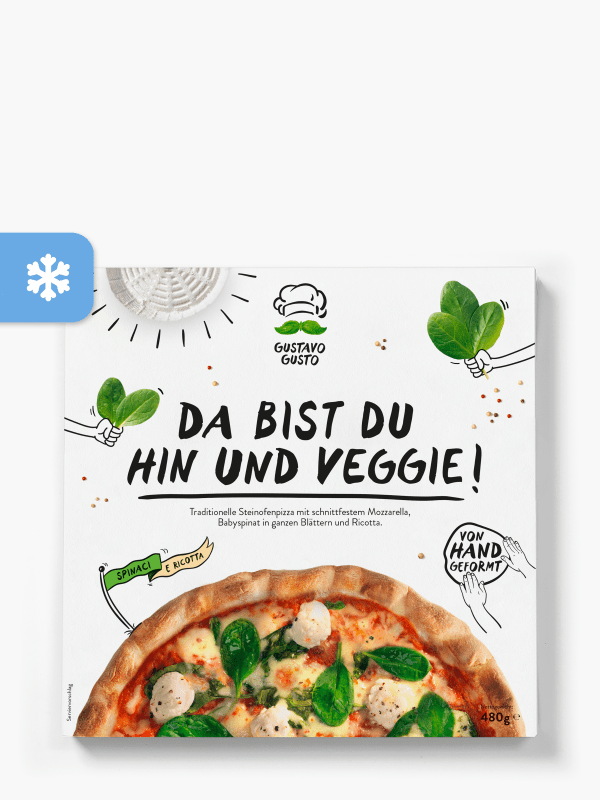 GUSTAVO
GUSTO
DA BIST DU
HIN UND VEGGIE!
Traditionelle Steinofenpizza mit schnittfestem Mozzarella,
Babyspinat in ganzen Blättern und Ricotta.
VON
HAND
GEFORMT
SPINACI E RICOTTA
Serviervorschlag
480g e